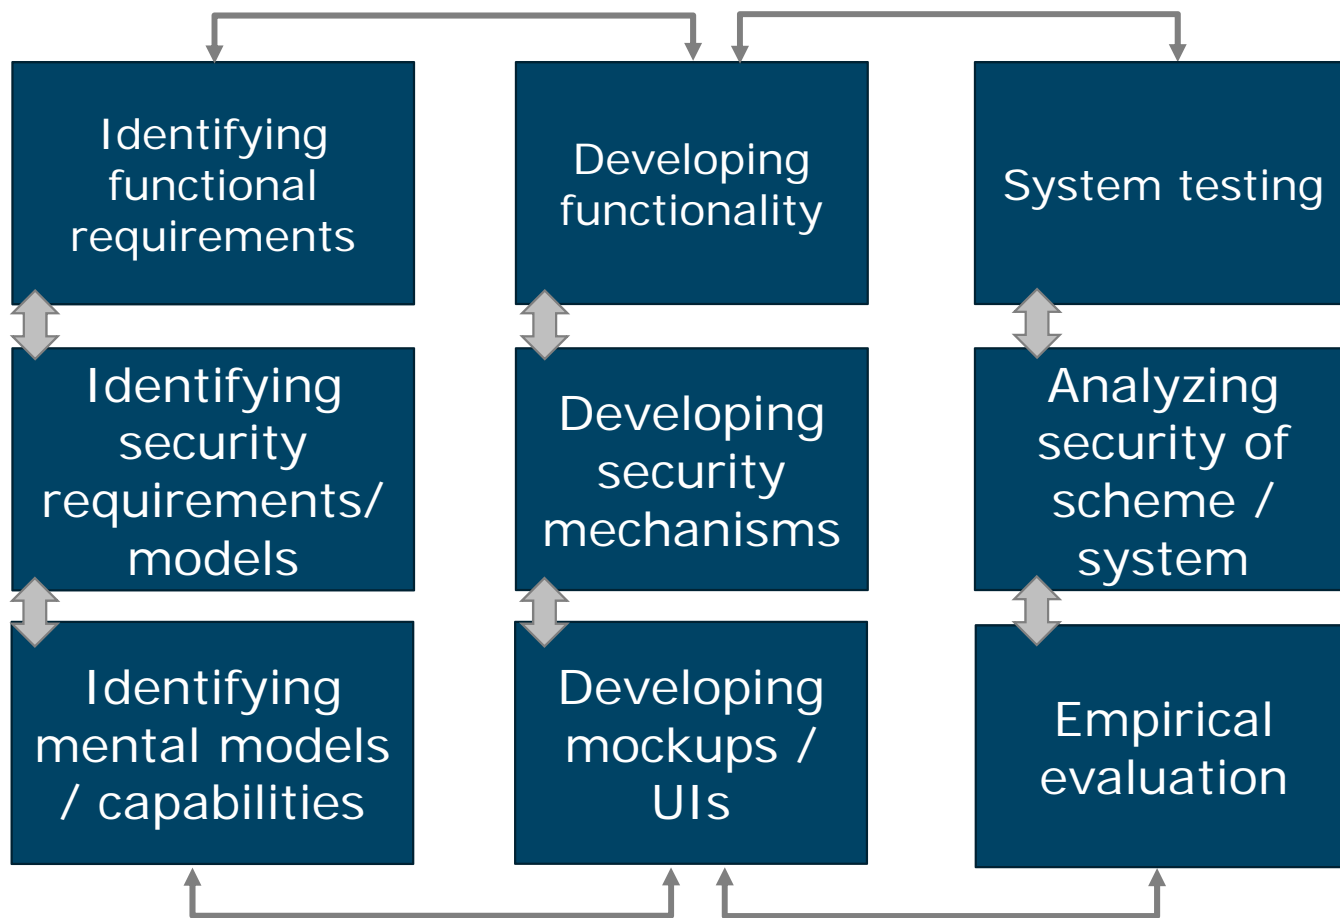 Identifying
functional
requirements
Developing
functionality
System testing
Identifying
security
requirements/
models
Developing
security
mechanisms
Analyzing
security of
scheme /
system
Identifying
mental models
/ capabilities
Developing
mockups /
UIs
Empirical
evaluation